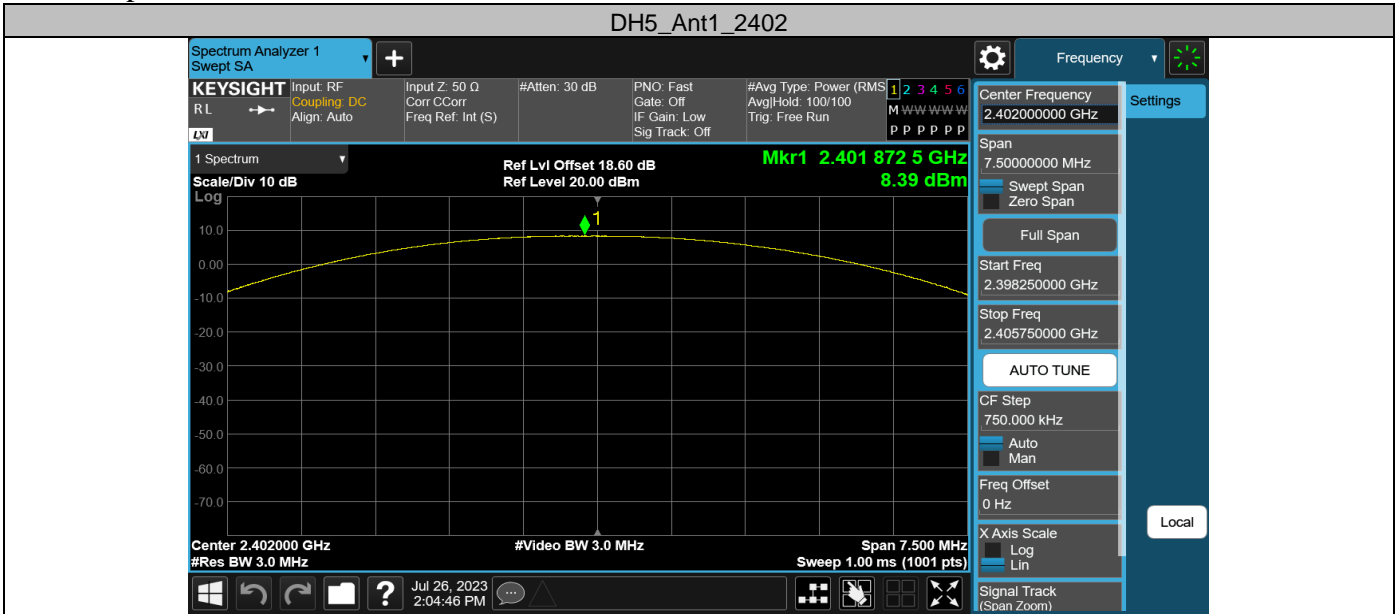 DH5_Ant1_2402
Spectrum Analyzer 1
Swept SA
Frequency
KEYSIGHT
RL
LXI
Input: RF
Coupling: DC
Align: Auto
Input Z: 50 Ω
Corr CCorr
Freq Ref: Int (S)
#Atten: 30 dB
PNO: Fast
Gate: Off
IF Gain: Low
Sig Track: Off
#Avg Type: Power (RMS
Avg|Hold: 100/100
Trig: Free Run
1 2 3 4 5 6
M W W W W W
P P P P P P
Center Frequency
2.402000000 GHz
Settings
Span
7.50000000 MHz
Swept Span
Zero Span
Full Span
Start Freq
2.398250000 GHz
Stop Freq
2.405750000 GHz
AUTO TUNE
CF Step
750.000 kHz
Auto
Man
Freq Offset
0 Hz
X Axis Scale
Log
Lin
Local
Signal Track
(Span Zoom)
1 Spectrum
Scale/Div 10 dB
Ref Lvl Offset 18.60 dB
Ref Level 20.00 dBm
Mkr1 2.401 872 5 GHz
8.39 dBm
Log
1
10.0
0.00
-10.0
-20.0
-30.0
-40.0
-50.0
-60.0
-70.0
Center 2.402000 GHz
#Video BW 3.0 MHz
Span 7.500 MHz
#Res BW 3.0 MHz
Sweep 1.00 ms (1001 pts)
?
Jul 26, 2023
2:04:46 PM